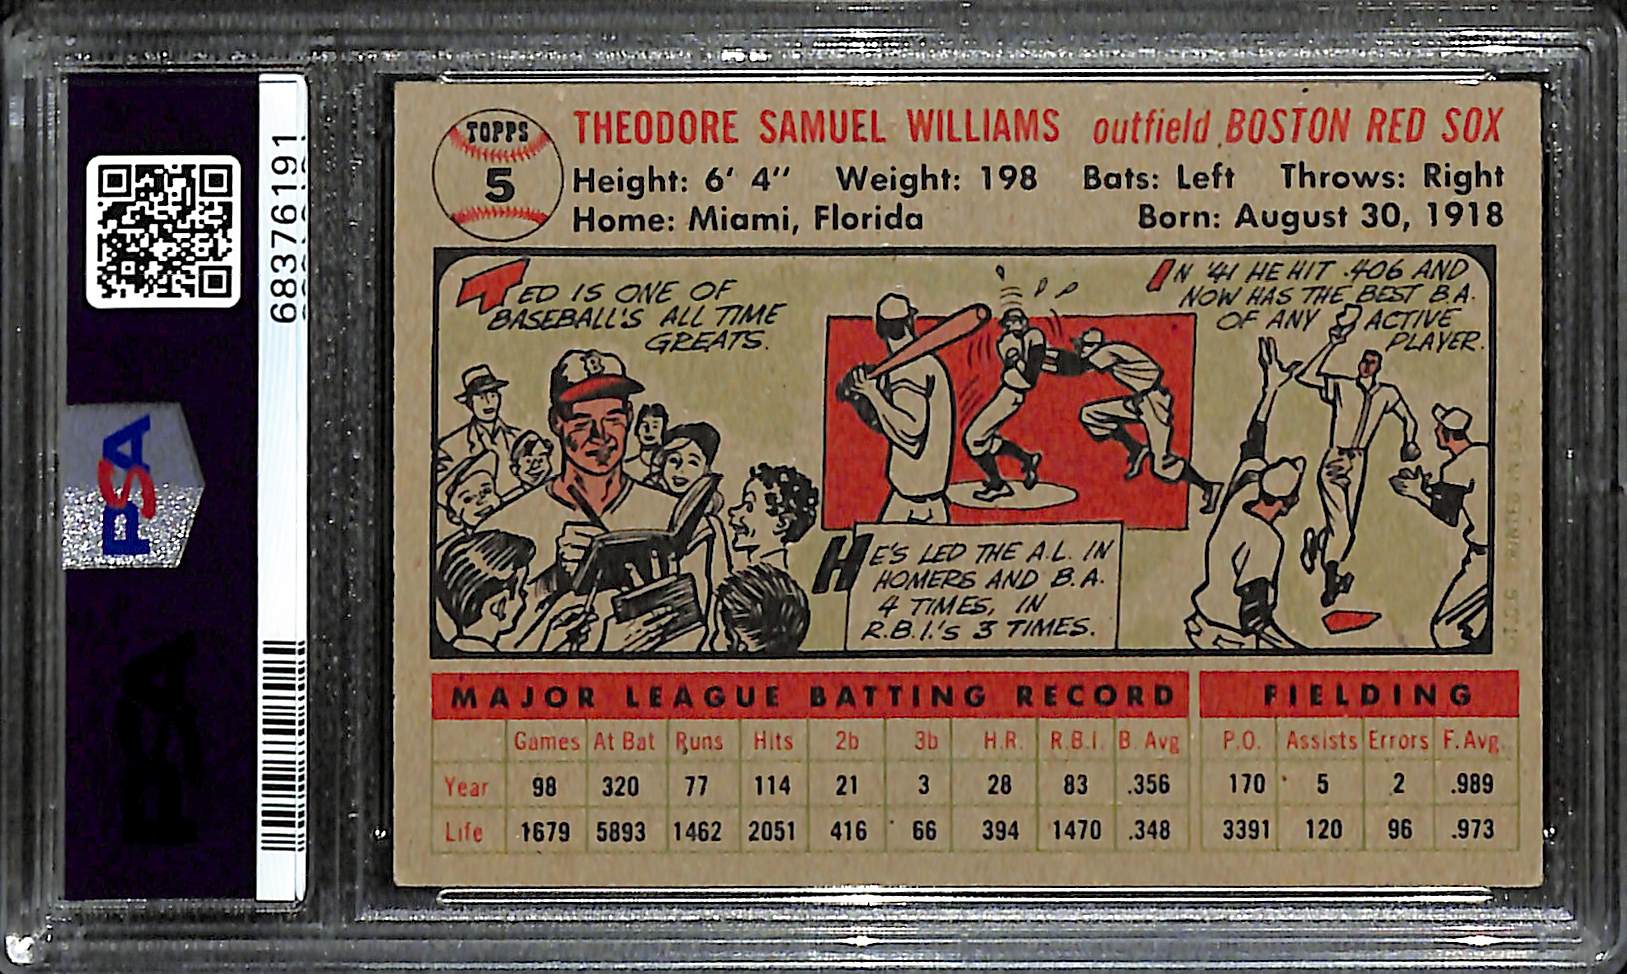 68376191
PSA
TOPPS
5
THEODORE SAMUEL WILLIAMS outfield BOSTON RED SOX
Height: 6' 4" Weight: 198 Bats: Left Throws: Right
Home: Miami, Florida Born: August 30, 1918
TED IS ONE OF
BASEBALL'S ALL TIME
GREATS.
B
HE'S LED THE A.L. IN
HOMERS AND B.A.
4 TIMES, IN
R.B.I.'S 3 TIMES.
IN '41 HE HIT .406 AND
NOW HAS THE BEST B.A.
OF ANY ACTIVE
PLAYER.
MAJOR LEAGUE BATTING RECORD FIELDING
Games At Bat Runs Hits 2b 3b H.R. R.B.I. B. Avg P.O. Assists Errors F. Avg.
Year 98 320 77 114 21 3 28 83 .356 170 5 2 .989
Life 1679 5893 1462 2051 416 66 394 1470 .348 3391 120 96 .973
PSA